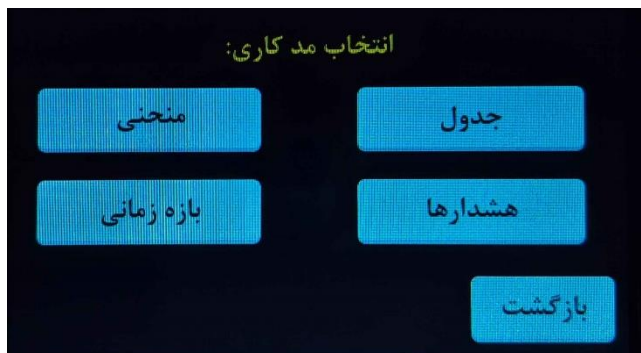 انتخاب مد کاری:
جدول
منحنی
هشدارها
بازه زمانی
بازگشت